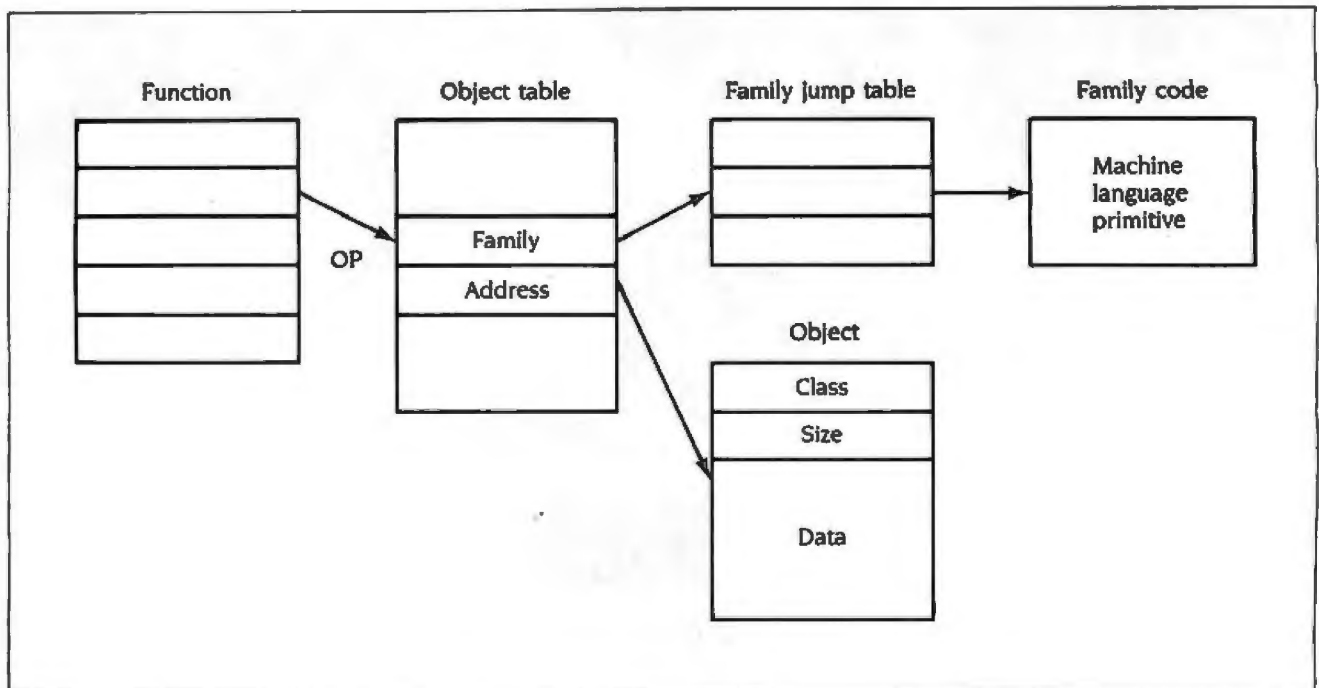 Function
Object table
Family jump table
Family code
OP
Family
Address
Machine
language
primitive
Object
Class
Size
Data